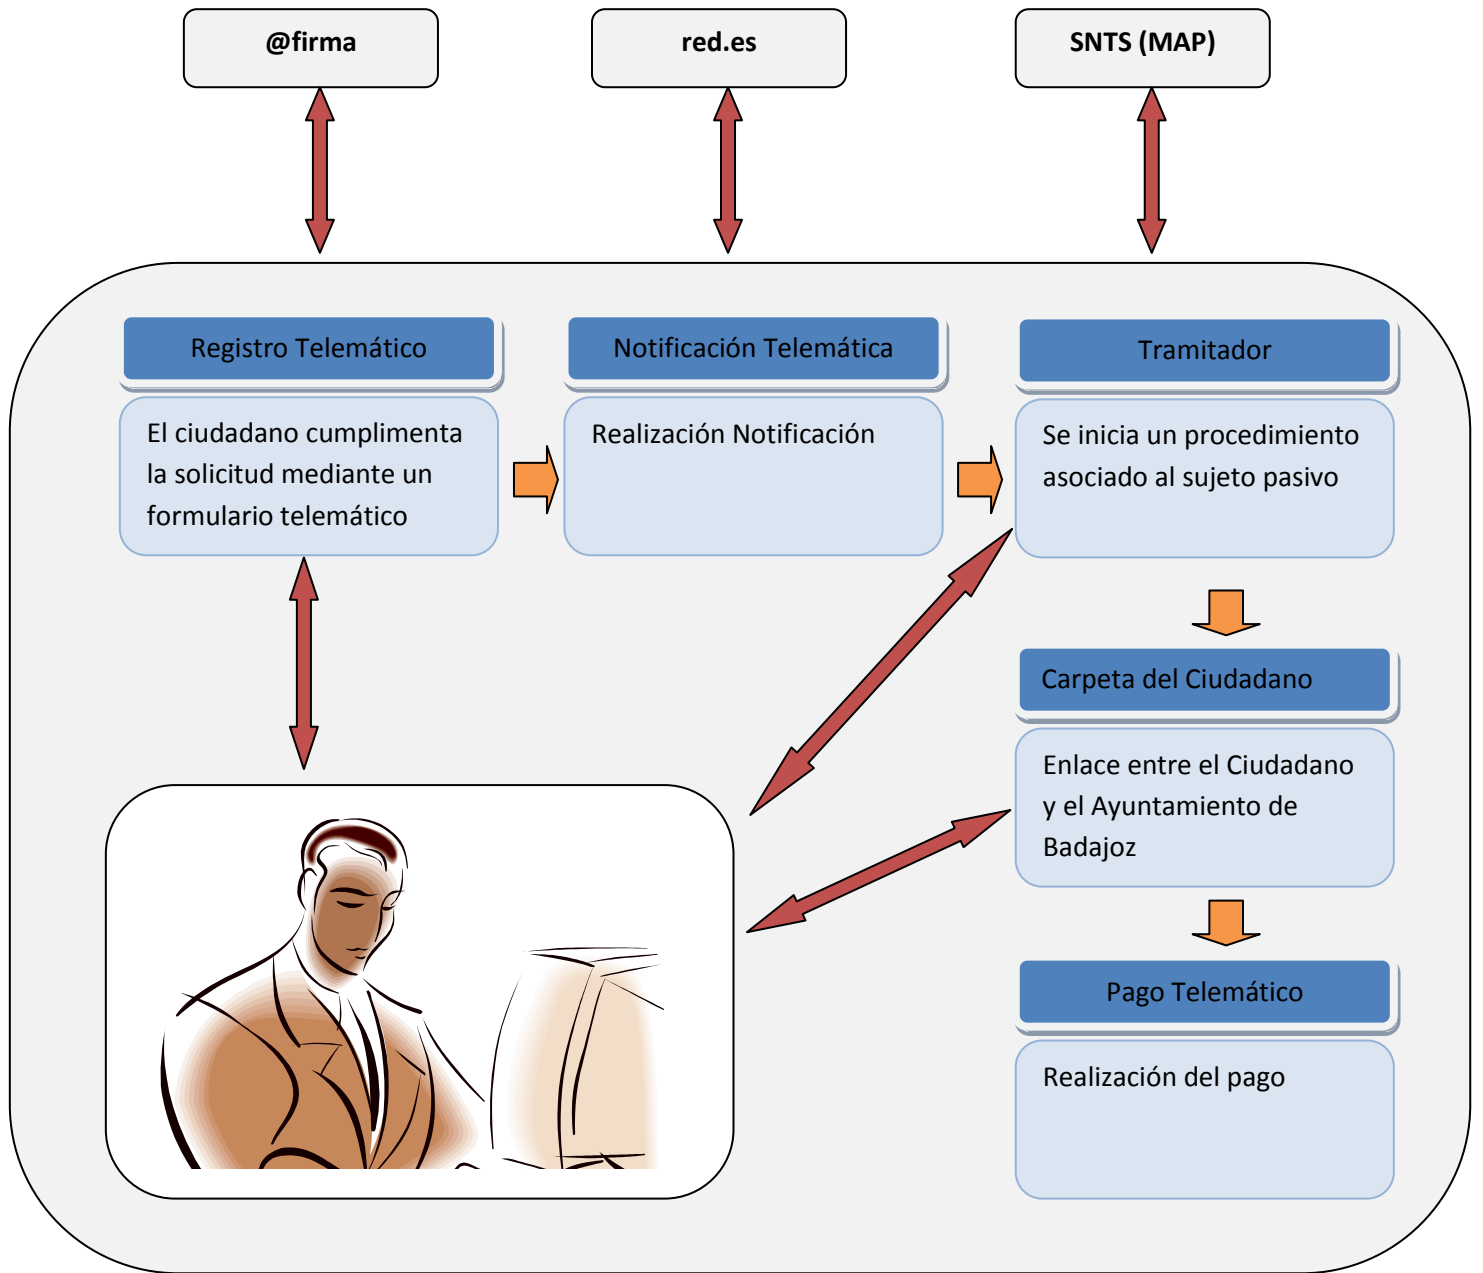 @firma
red.es
SNTS (MAP)
Registro Telemático
El ciudadano cumplimenta
la solicitud mediante un
formulario telemático
Notificación Telemática
Realización Notificación
Tramitador
Se inicia un procedimiento
asociado al sujeto pasivo
Carpeta del Ciudadano
Enlace entre el Ciudadano
y el Ayuntamiento de
Badajoz
Pago Telemático
Realización del pago